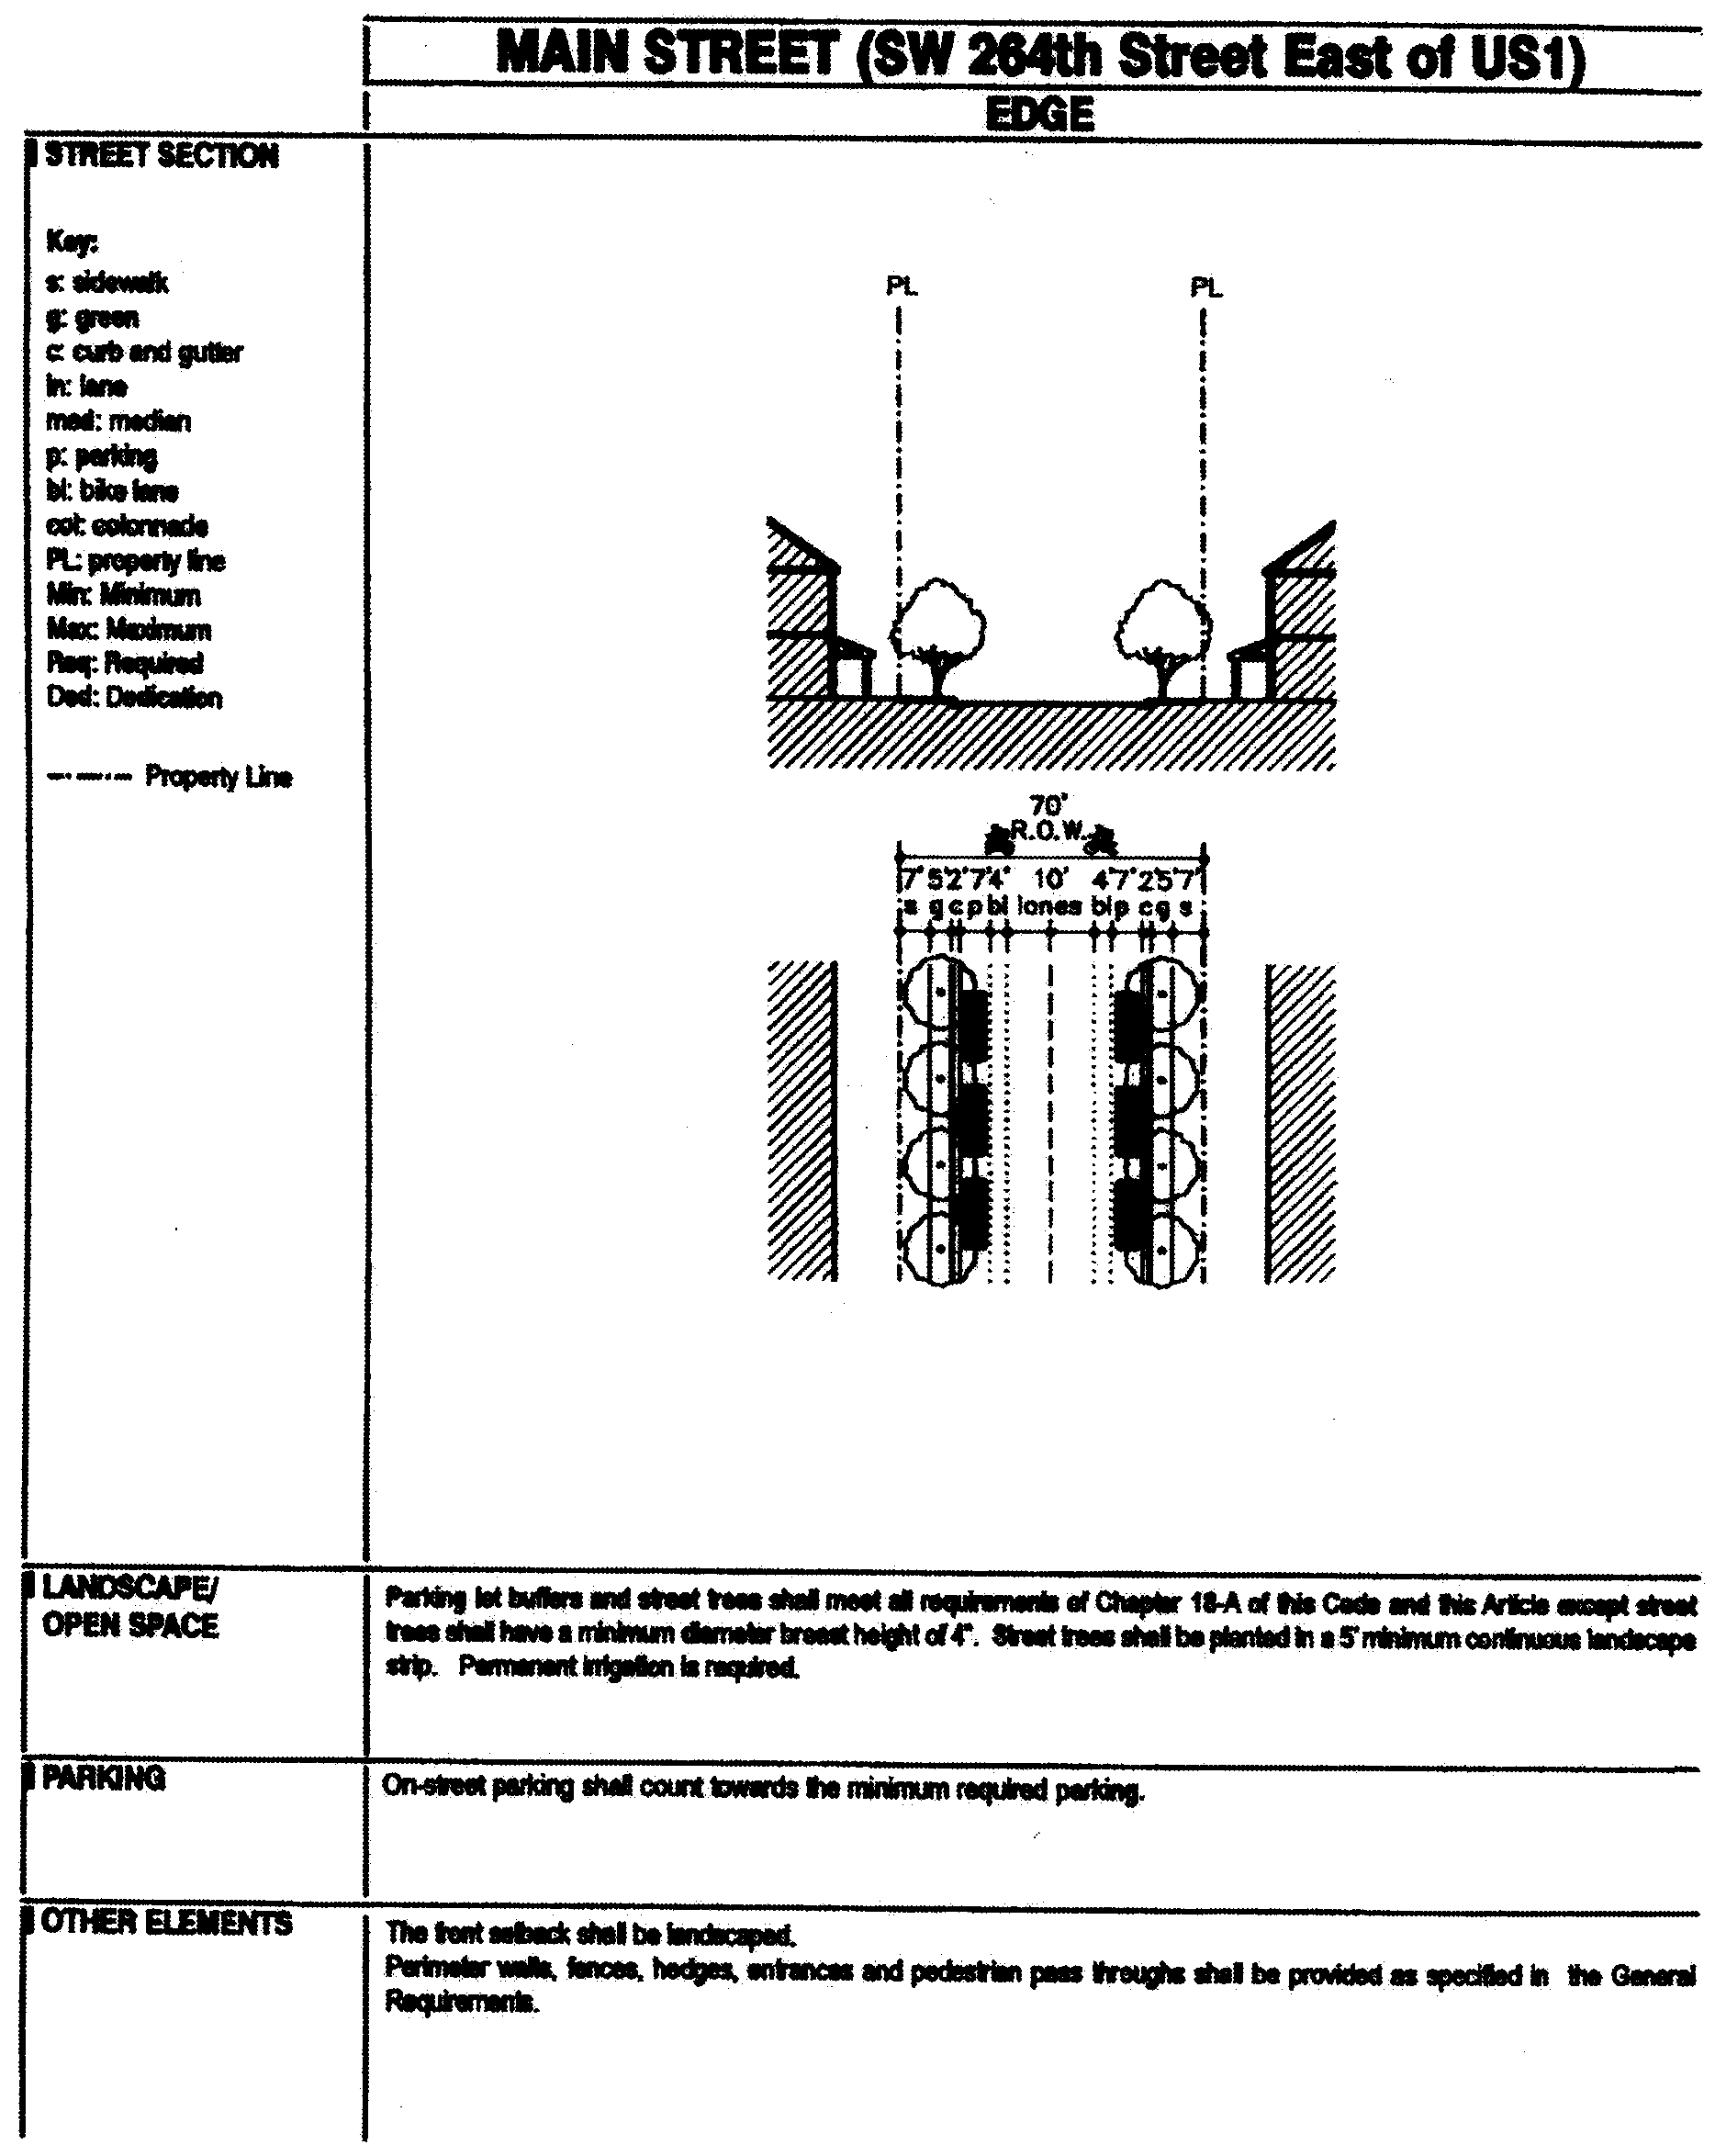 MAIN STREET (SW 264th Street East of US1)
EDGE
STREET SECTION
Key:
s: sidewalk
g: green
c: curb and gutter
ln: lane
med: median
p: parking
bl: bike lane
col: colonnade
PL: property line
Min: Minimum
Max: Maximum
Req: Required
Ded: Dedication
Property Line
PL PL
70'
R.O.W.
7' 5' 2' 7' 4' 10' 4' 7' 2' 5' 7'
s g c p bl lanes bl p c g s
LANDSCAPE/
OPEN SPACE
Parking lot buffers and street trees shall meet all requirements of Chapter 18-A of this Code and this Article except street
trees shall have a minimum diameter breast height of 4". Street trees shall be planted in a 5' minimum continuous landscape
strip. Permanent irrigation is required.
PARKING
On-street parking shall count towards the minimum required parking.
OTHER ELEMENTS
The front setback shall be landscaped.
Perimeter walls, fences, hedges, entrances and pedestrian pass throughs shall be provided as specified in the General
Requirements.